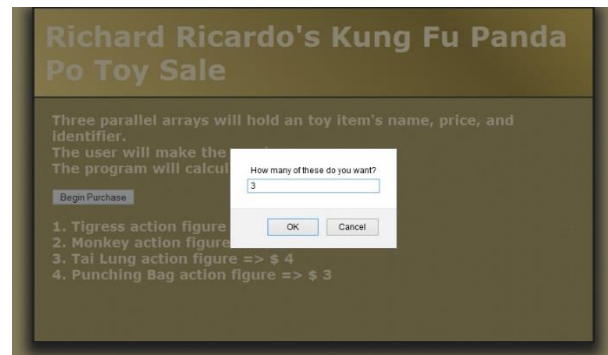 Richard Ricardo's Kung Fu Panda
Po Toy Sale
Three parallel arrays will hold an toy item's name, price, and
identifier.
The user will make the
The program will calcul
How many of these do you want?
3
OK Cancel
Begin Purchase
1. Tigress action figure
2. Monkey action figure
3. Tai Lung action figure => $ 4
4. Punching Bag action figure => $ 3